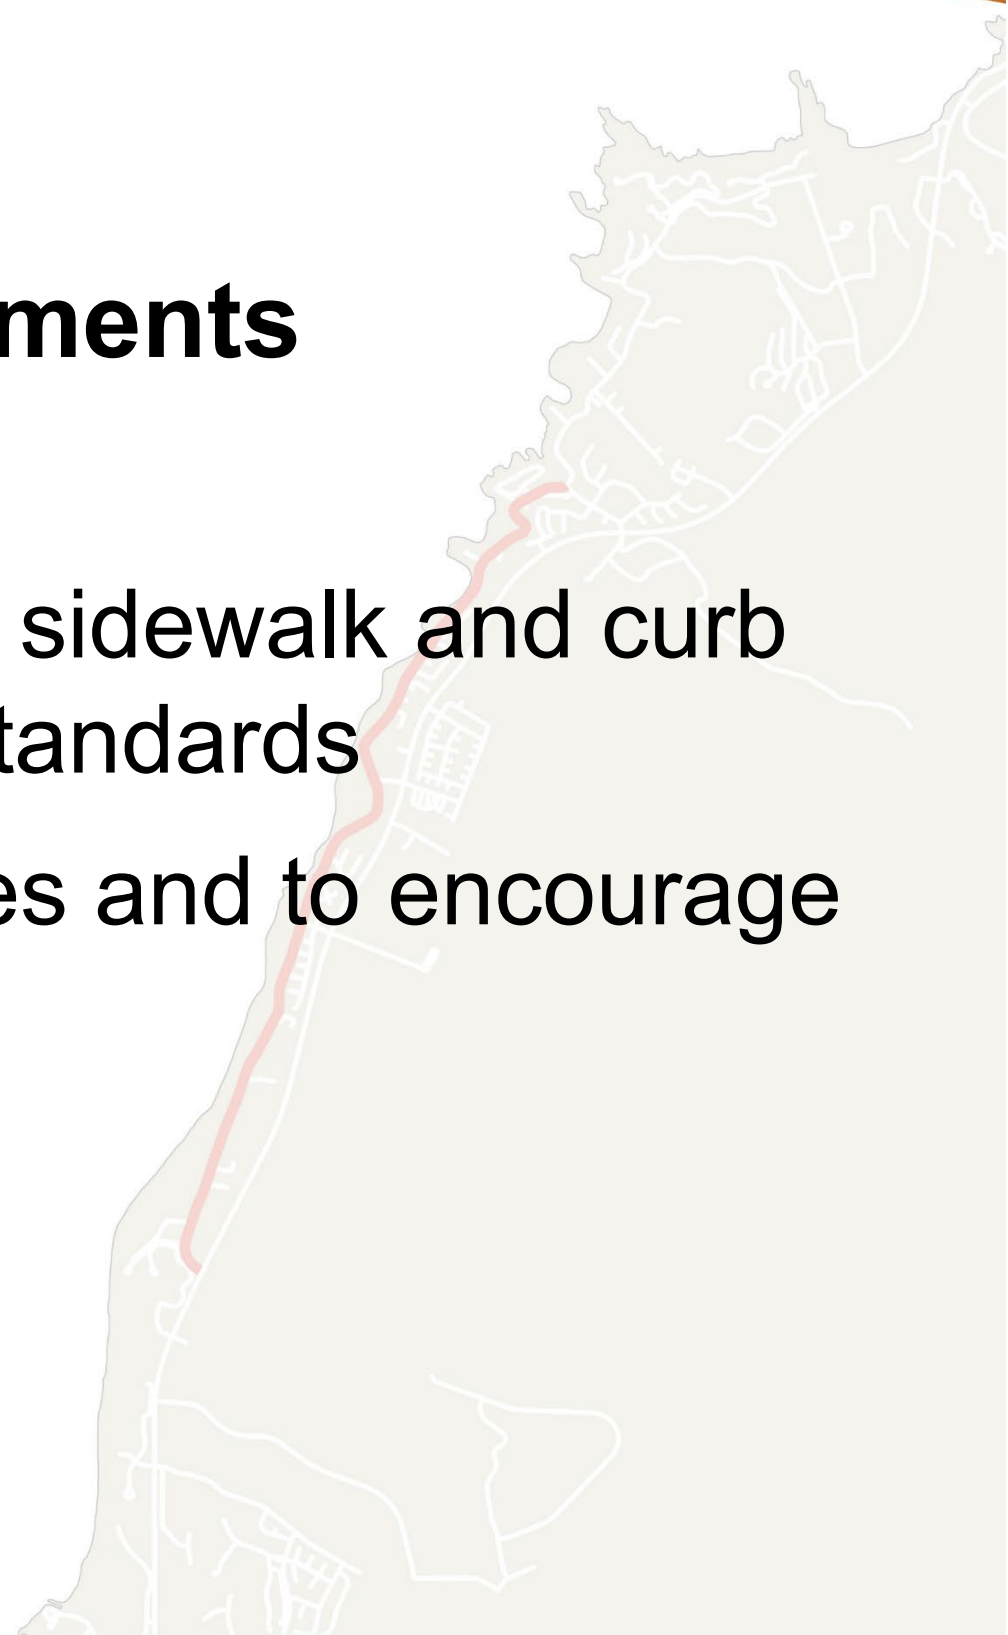 ments
sidewalk and curb
tandards
es and to encourage